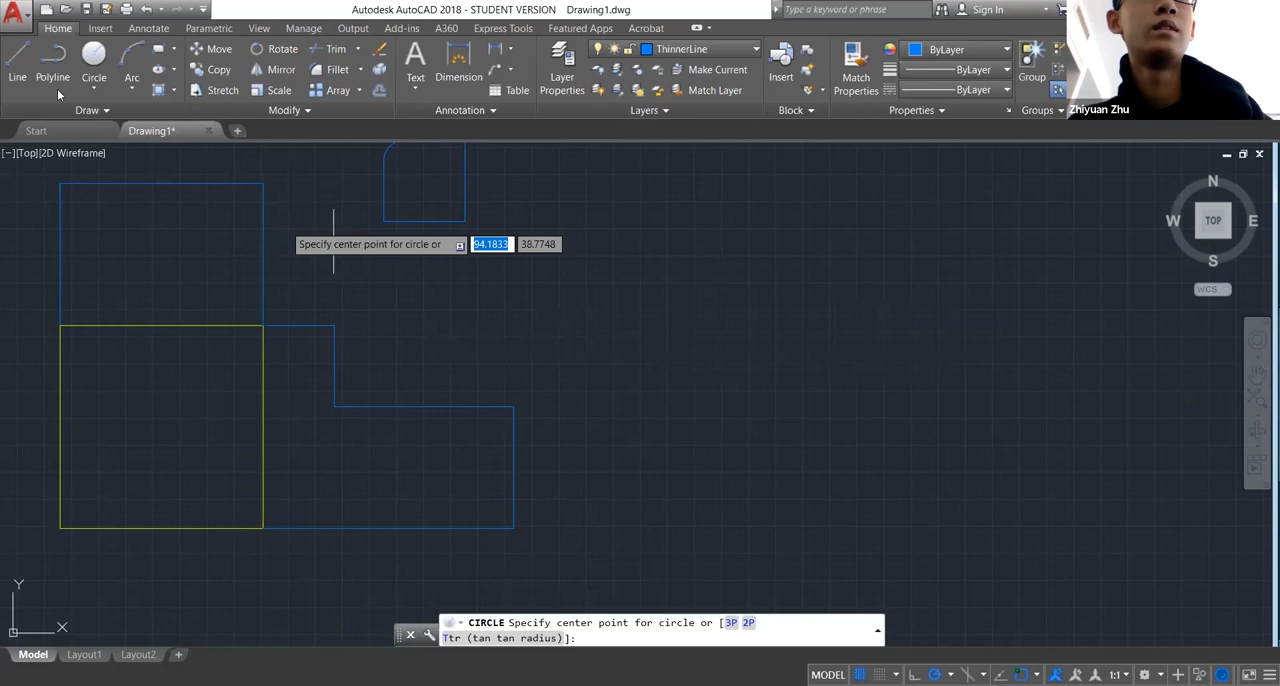 Autodesk AutoCAD 2018 - STUDENT VERSION Drawing1.dwg
Type a keyword or phrase
Sign In
Home Insert Annotate Parametric View Manage Output Add-ins A360 Express Tools Featured Apps Acrobat
Line Polyline Circle Arc
Move Rotate Trim
Copy Mirror Fillet
Stretch Scale Array
Text Dimension
Table
Layer Properties
ThinnerLine
Make Current
Match Layer
Insert
Match Properties
ByLayer
ByLayer
ByLayer
Group
Draw Modify Annotation Layers Block Properties Groups
Zhiyuan Zhu
Start Drawing1*
[−][Top][2D Wireframe]
N
W TOP E
S
WCS
Specify center point for circle or 94.1833 38.7748
Y
X
CIRCLE Specify center point for circle or [3P 2P
Ttr (tan tan radius)]:
Model Layout1 Layout2
MODEL 1:1